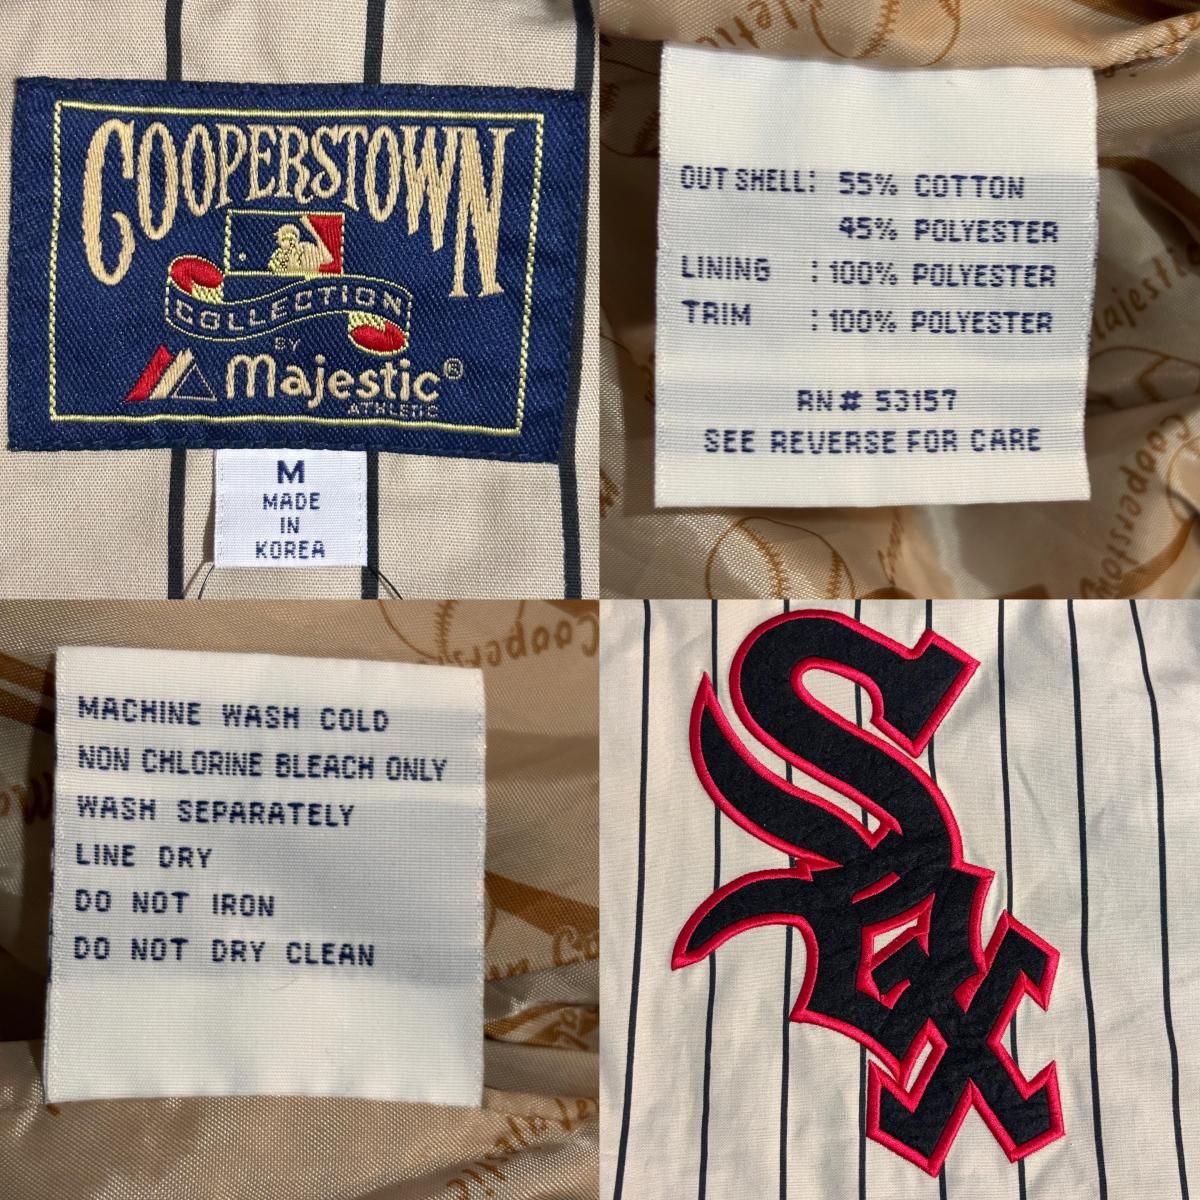 COOPERSTOWN
COLLECTION
BY
Majestic®
ATHLETIC
M
MADE
IN
KOREA
OUT SHELL: 55% COTTON
45% POLYESTER
LINING : 100% POLYESTER
TRIM : 100% POLYESTER
RN# 53157
SEE REVERSE FOR CARE
MACHINE WASH COLD
NON CHLORINE BLEACH ONLY
WASH SEPARATELY
LINE DRY
DO NOT IRON
DO NOT DRY CLEAN
Sox